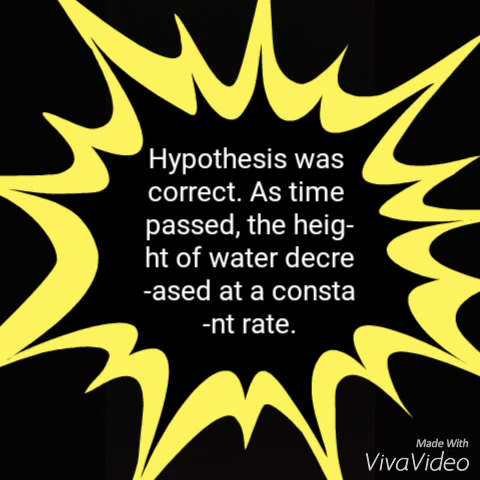 Hypothesis was
correct. As time
passed, the heig-
ht of water decre
-ased at a consta
-nt rate.
Made With
VivaVideo